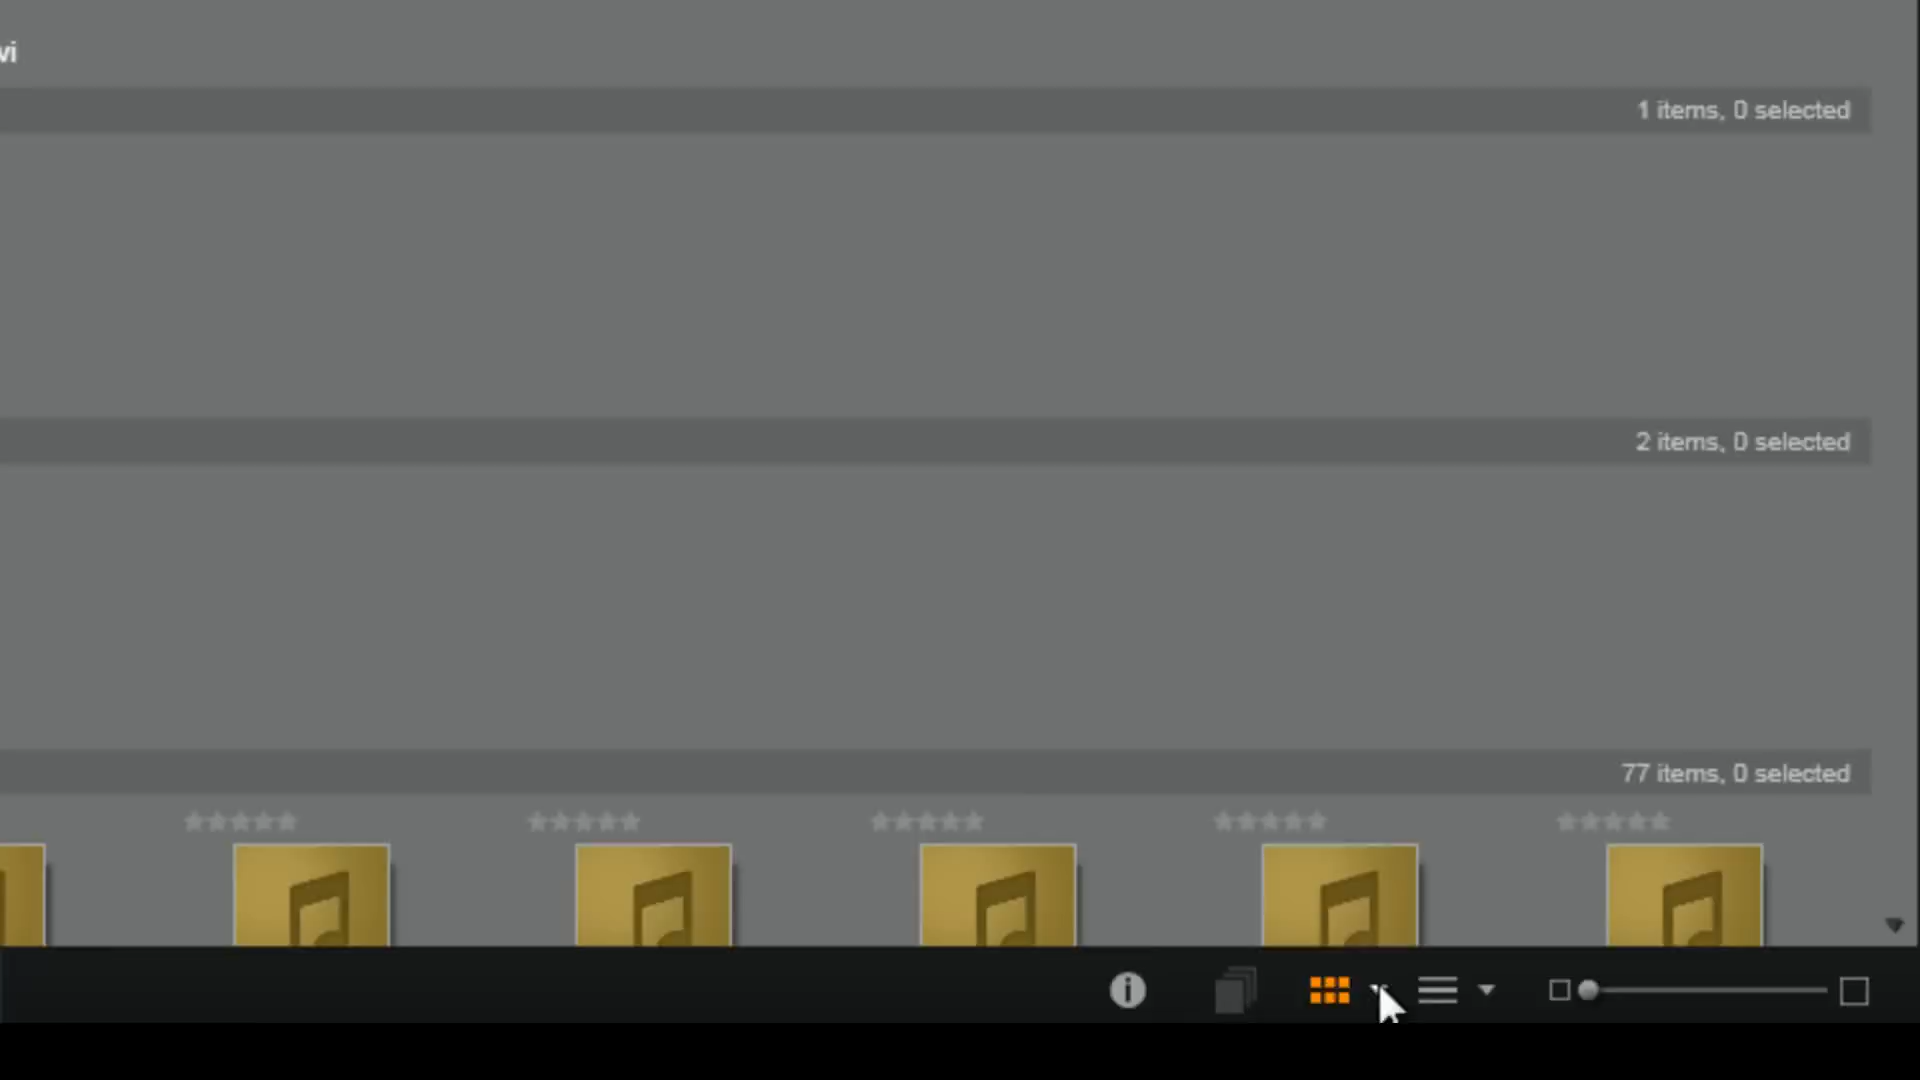 vi
1 items, 0 selected
2 items, 0 selected
77 items, 0 selected